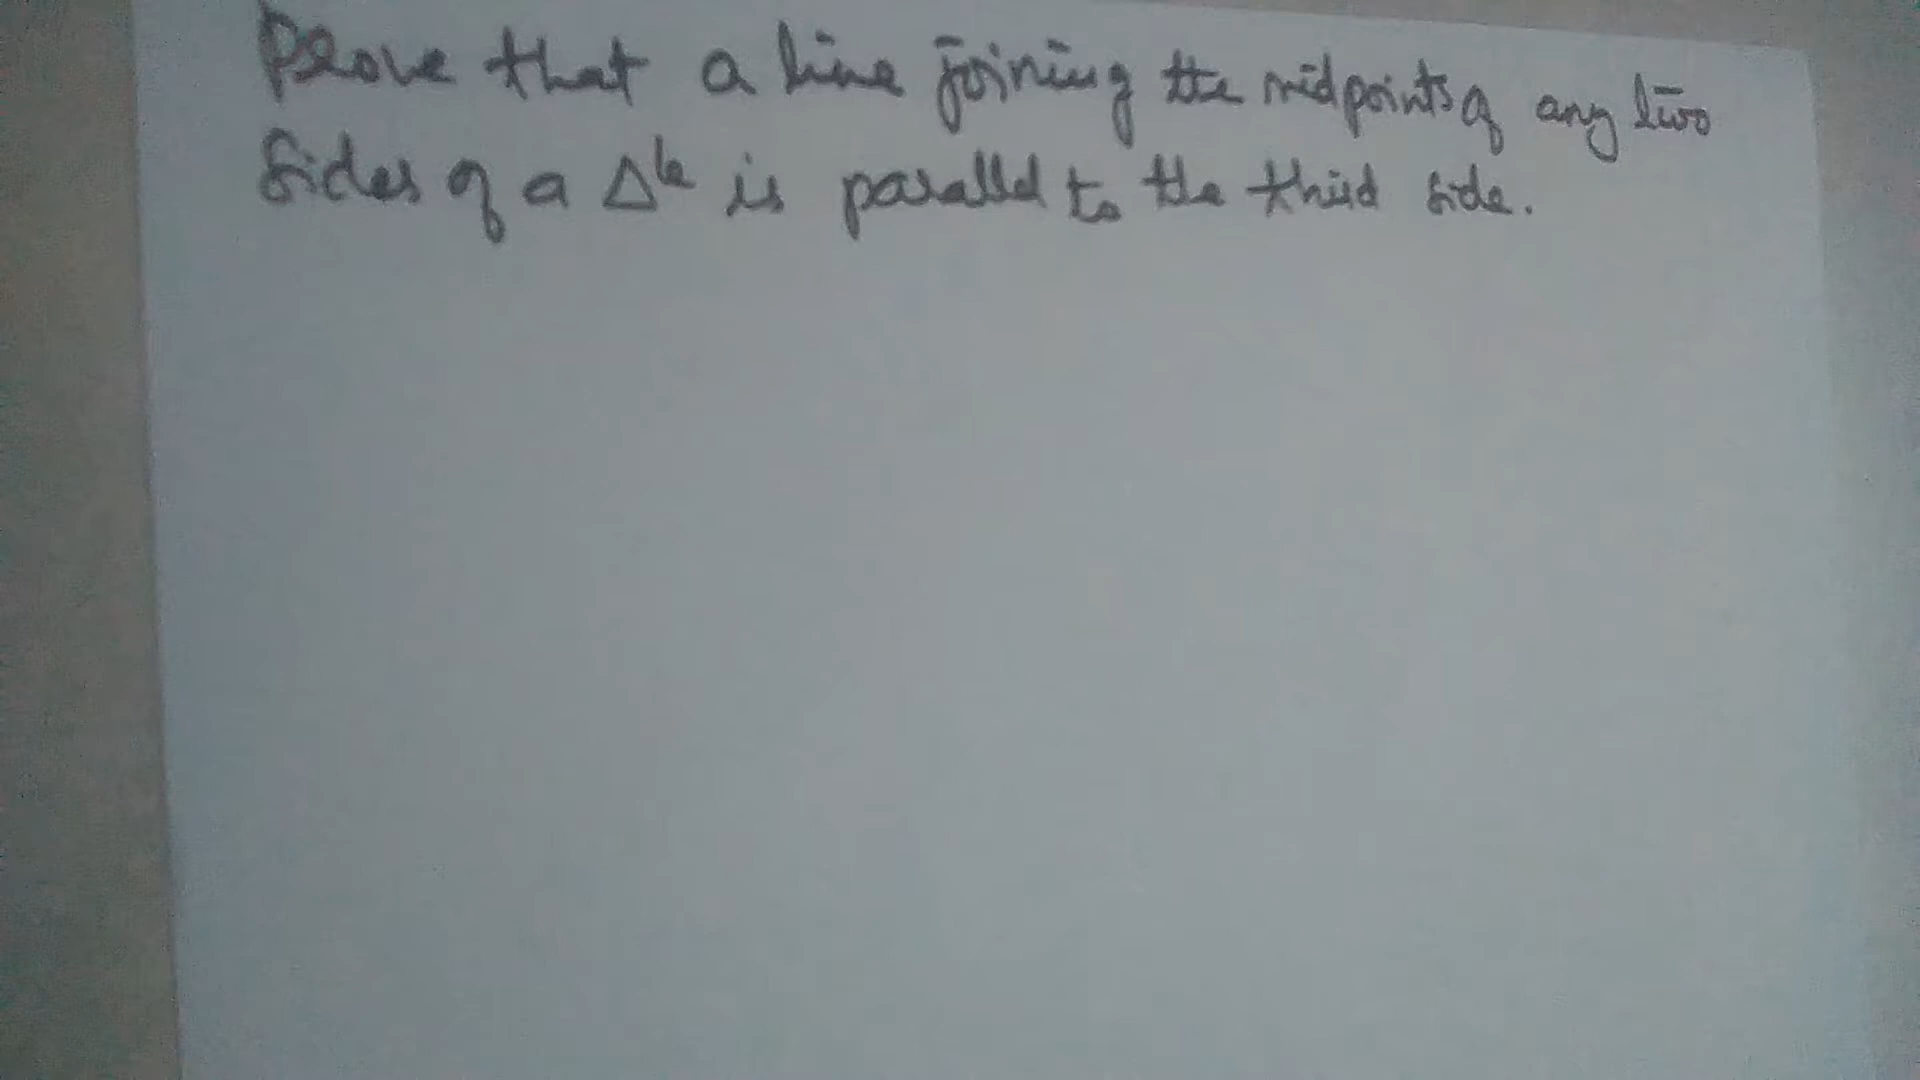 Prove that a line joining the midpoints of any two
sides of a Δle is parallel to the third side.